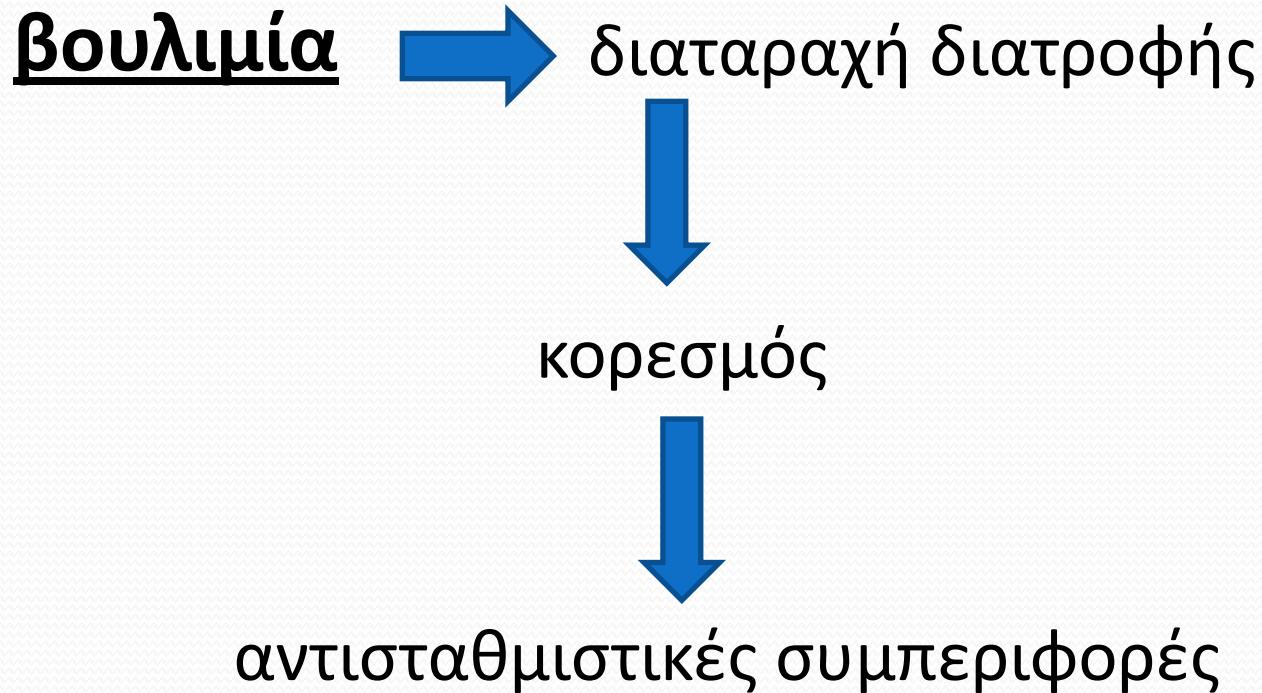 βουλιμία διαταραχή διατροφής
κορεσμός
αντισταθμιστικές συμπεριφορές